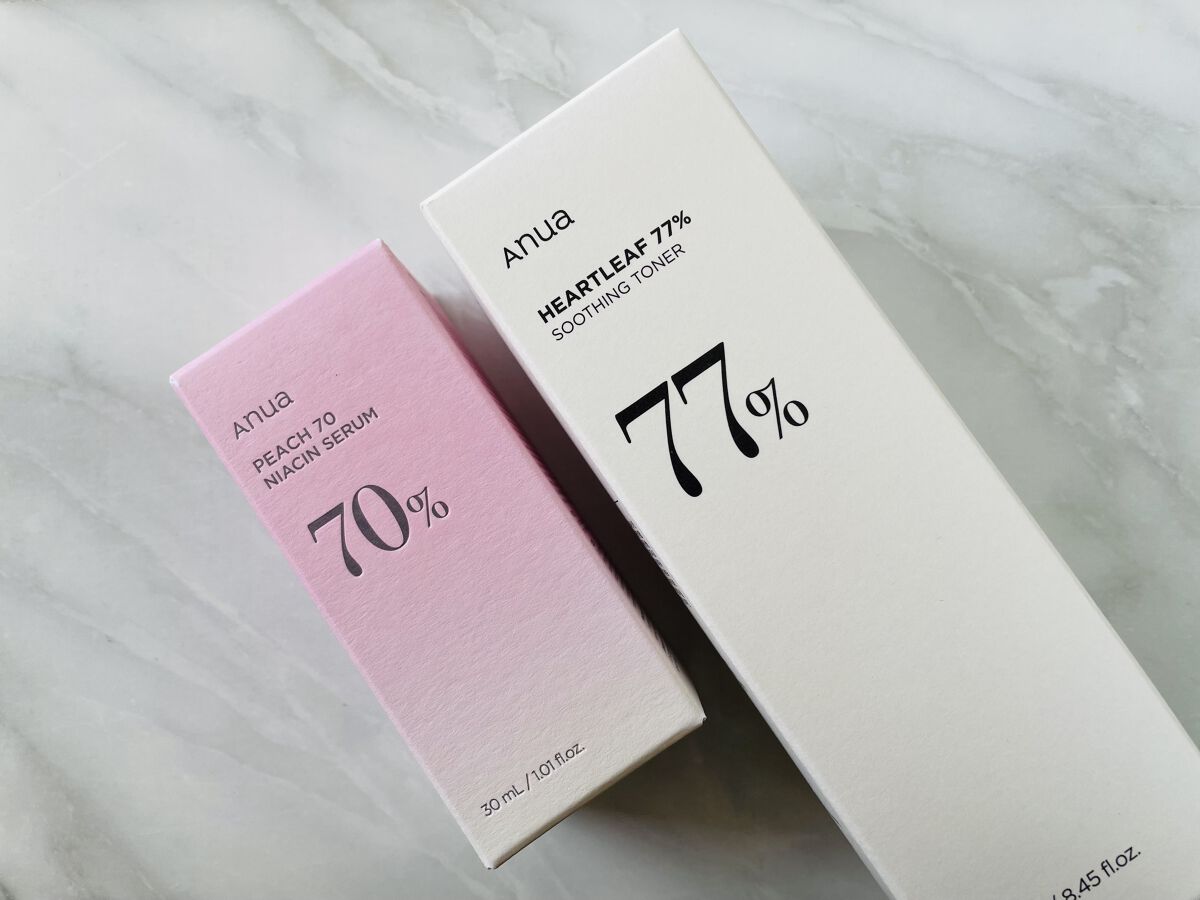 Anua
PEACH 70
NIACIN SERUM
70%
30 mL / 1.01 fl.oz.
Anua
HEARTLEAF 77%
SOOTHING TONER
77%
/ 8.45 fl.oz.